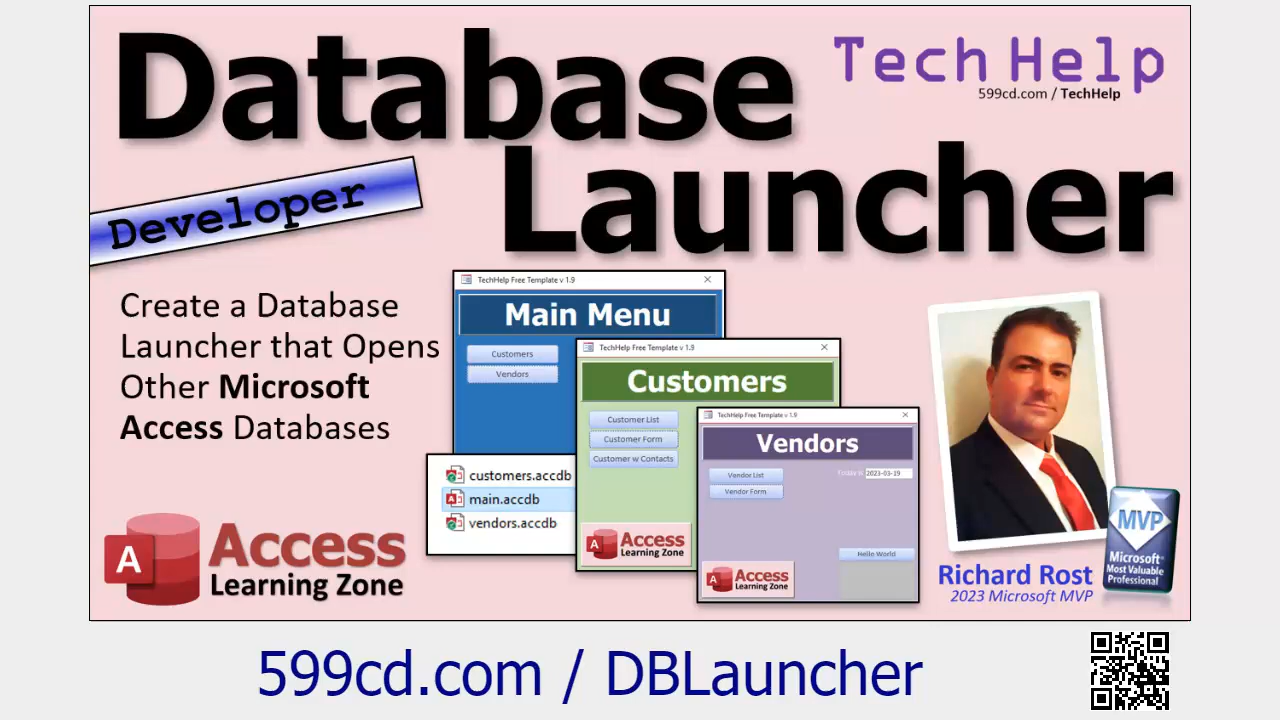 Database
Launcher
Tech Help
599cd.com / TechHelp
Developer
Create a Database
Launcher that Opens
Other Microsoft
Access Databases
TechHelp Free Template v 1.9
Main Menu
Customers
Vendors
TechHelp Free Template v 1.9
Customers
Customer List
Customer Form
Customer w Contacts
Access
Learning Zone
TechHelp Free Template v 1.9
Vendors
Vendor List
Vendor Form
2023-03-19
Hello World
Access
Learning Zone
customers.accdb
main.accdb
vendors.accdb
A
Access
Learning Zone
MVP
Microsoft®
Most Valuable
Professional
Richard Rost
2023 Microsoft MVP
599cd.com / DBLauncher